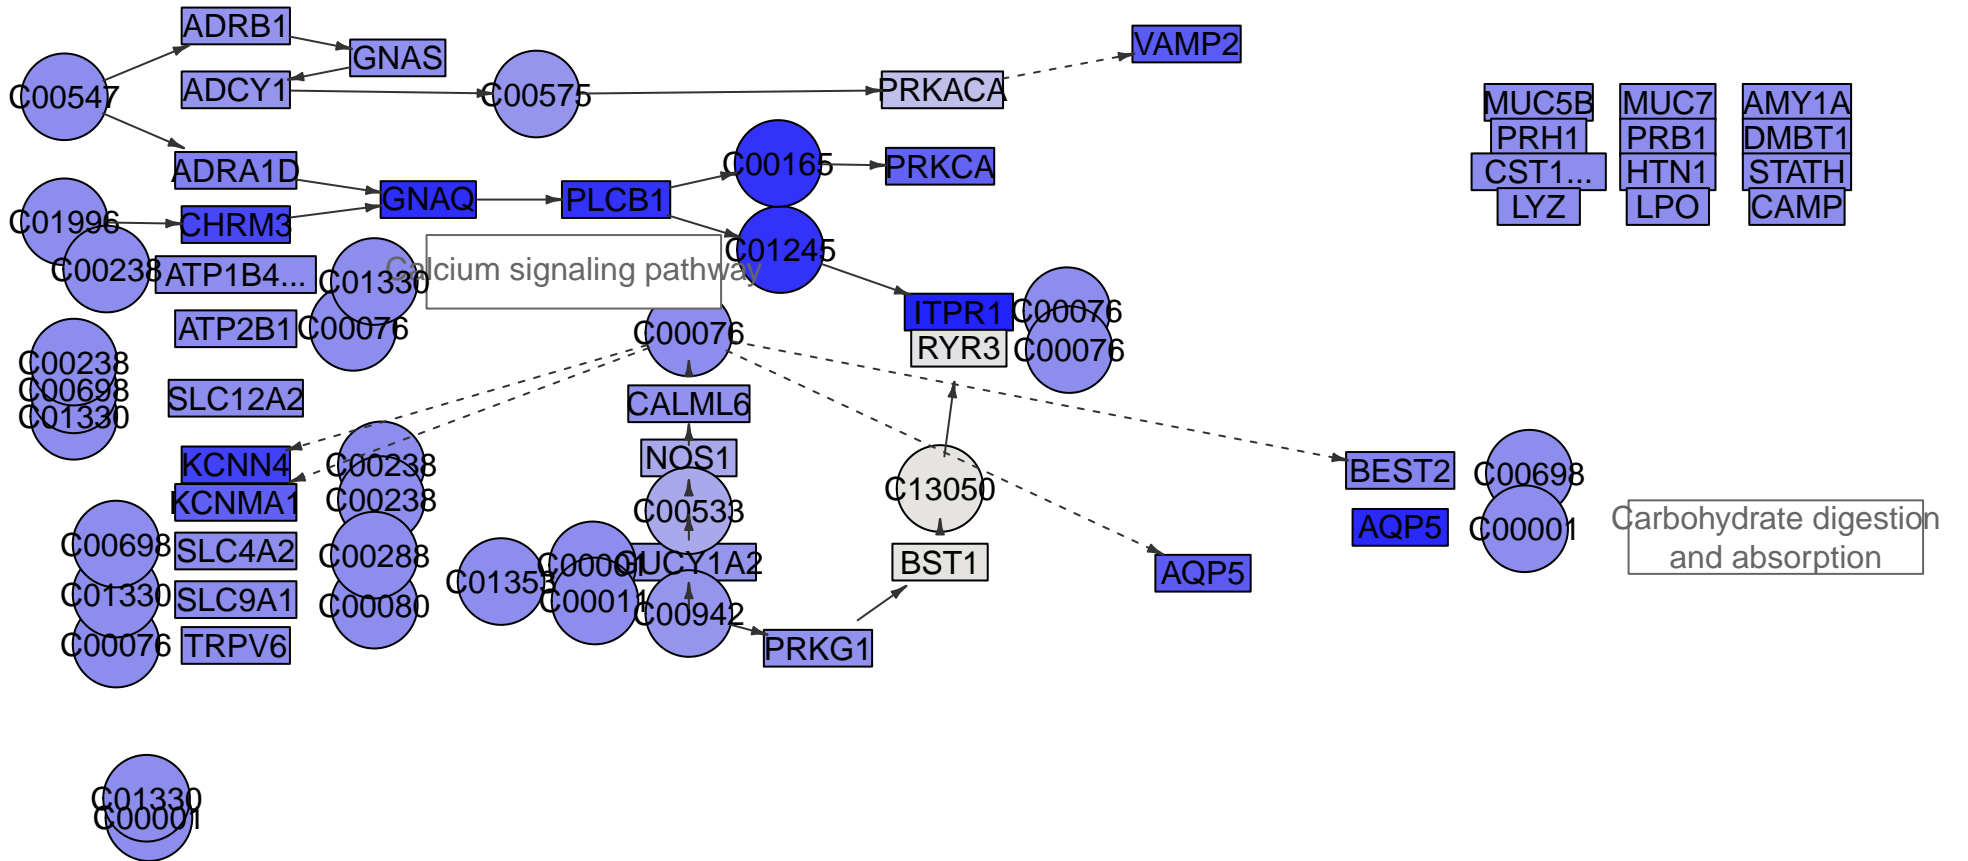 ADRB1
GNAS
VAMP2
C00547
ADCY1
C00575
PRKACA
MUC5B
MUC7
AMY1A
PRH1
PRB1
DMBT1
CST1...
HTN1
STATH
LYZ
LPO
CAMP
ADRA1D
GNAQ
PLCB1
C00165
PRKCA
C01996
CHRM3
C01245
C00238
ATP1B4...
C01330
Calcium signaling pathway
ATP2B1
C00076
C00076
ITPR1
C00076
RYR3
C00076
C00238
C00698
C01330
SLC12A2
CALML6
KCNN4
C00238
NOS1
C13050
BEST2
C00698
KCNMA1
C00238
C00533
AQP5
C00001
Carbohydrate digestion
and absorption
C00698
SLC4A2
C00288
C01353
C00001
GUCY1A2
BST1
AQP5
C01330
SLC9A1
C00080
C00011
C00942
C00076
TRPV6
PRKG1
C01330
C00001